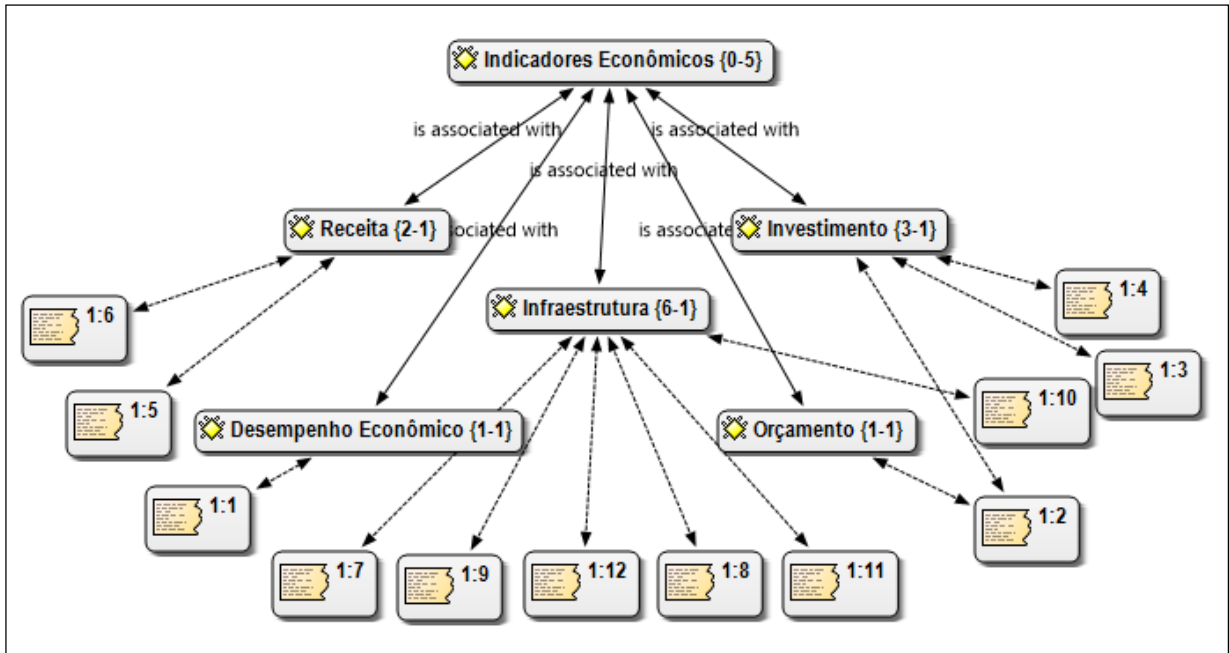 Indicadores Econômicos {0-5}
is associated with
is associated with
is associated with
Receita {2-1}
sociated with
is associate
Investimento {3-1}
1:6
Infraestrutura {6-1}
1:4
1:5
1:3
1:10
Desempenho Econômico {1-1}
Orçamento {1-1}
1:1
1:2
1:7
1:9
1:12
1:8
1:11